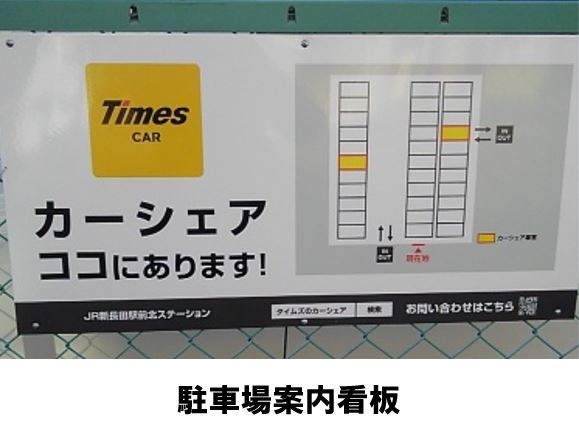 Times
CAR
カーシェア
ココにあります!
IN
OUT
IN
OUT
現在地
カーシェア車室
JR新長田駅前北ステーション
タイムズのカーシェア 検索
お問い合わせはこちら
駐車場案内看板